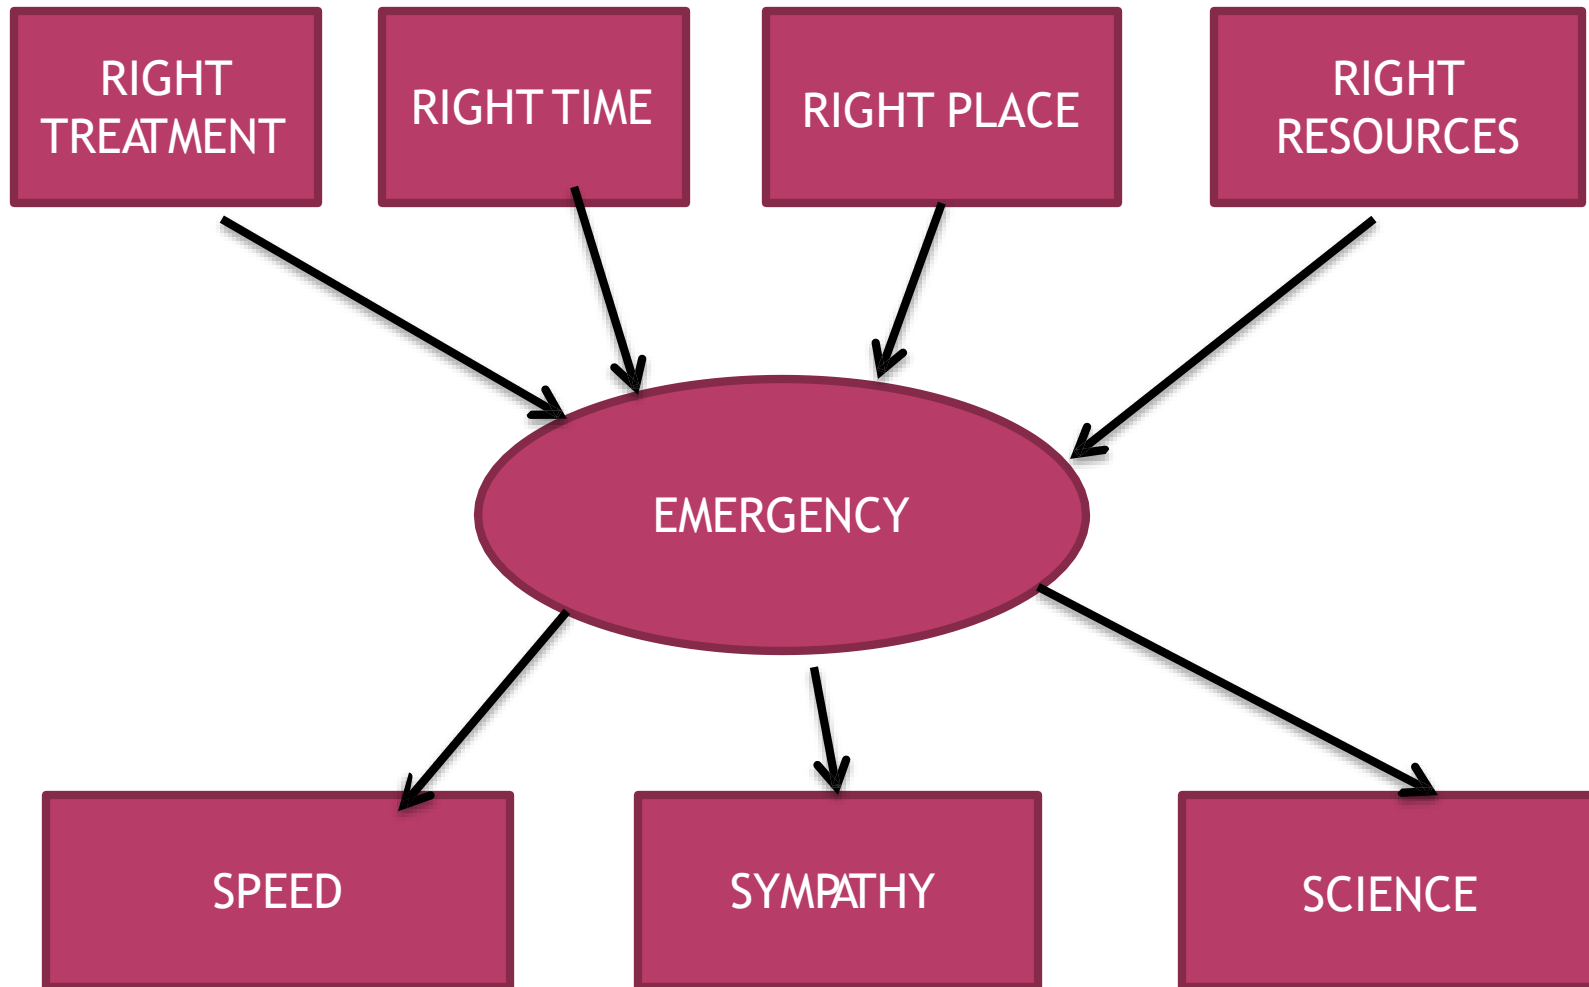 RIGHT
TREATMENT
RIGHT TIME
RIGHT PLACE
RIGHT
RESOURCES
EMERGENCY
SPEED
SYMPATHY
SCIENCE